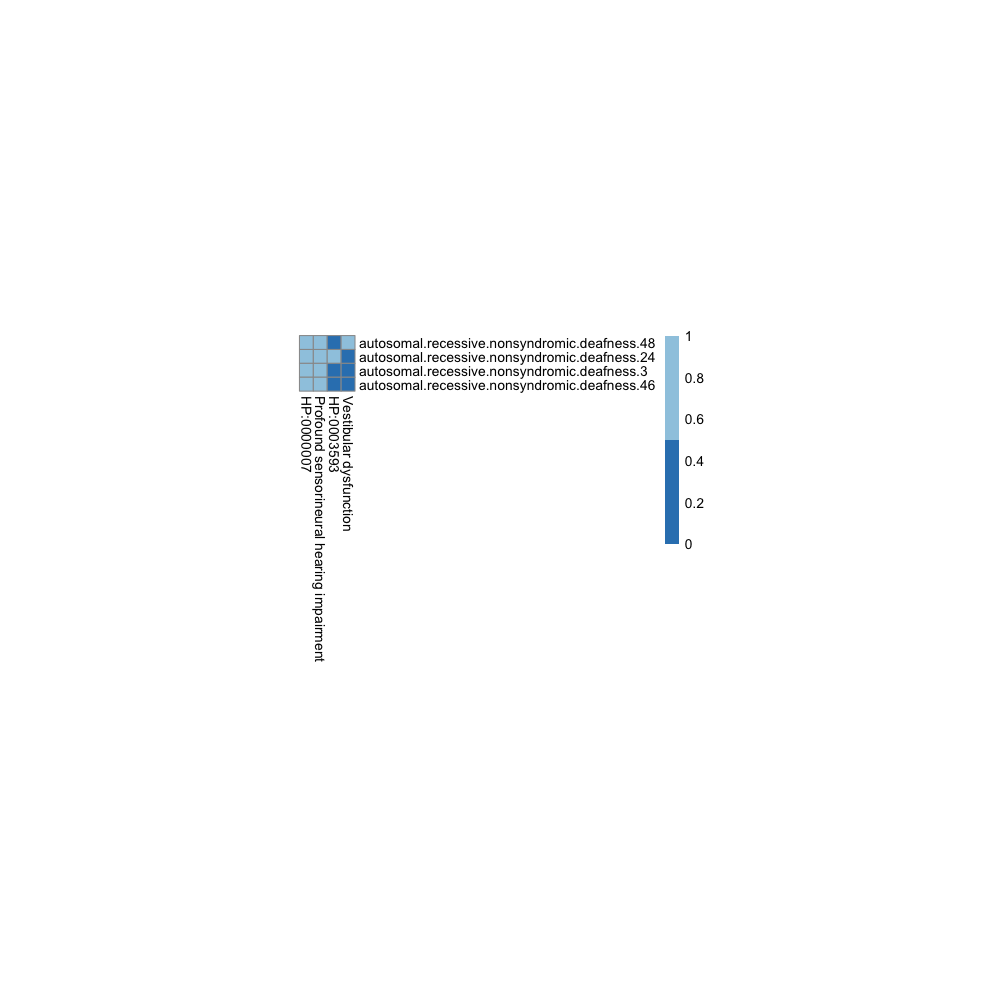 autosomal.recessive.nonsyndromic.deafness.48
autosomal.recessive.nonsyndromic.deafness.24
autosomal.recessive.nonsyndromic.deafness.3
autosomal.recessive.nonsyndromic.deafness.46
HP:0000007
Profound sensorineural hearing impairment
HP:0003593
Vestibular dysfunction
1
0.8
0.6
0.4
0.2
0